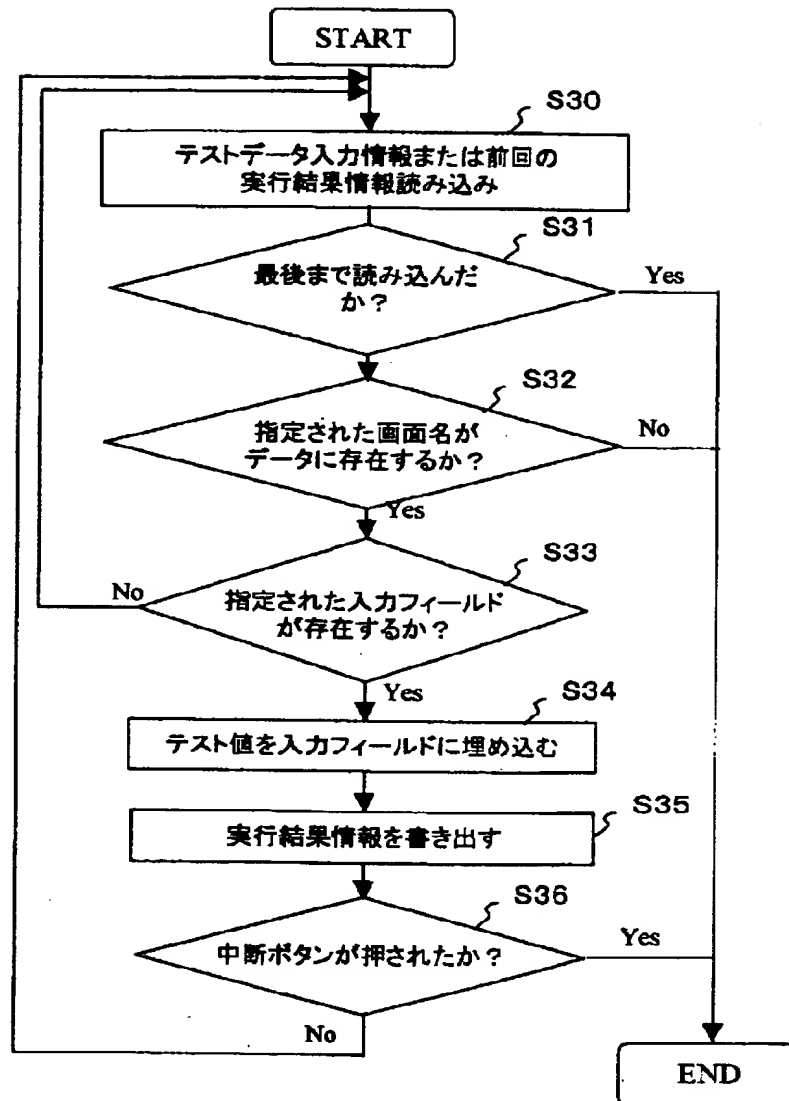 START
S30
テストデータ入力情報または前回の
実行結果情報読み込み
S31
最後まで読み込んだ
か？
Yes
S32
指定された画面名が
データに存在するか？
No
Yes
S33
指定された入力フィールド
が存在するか？
No
Yes
S34
テスト値を入力フィールドに埋め込む
S35
実行結果情報を書き出す
S36
中断ボタンが押されたか？
Yes
No
END